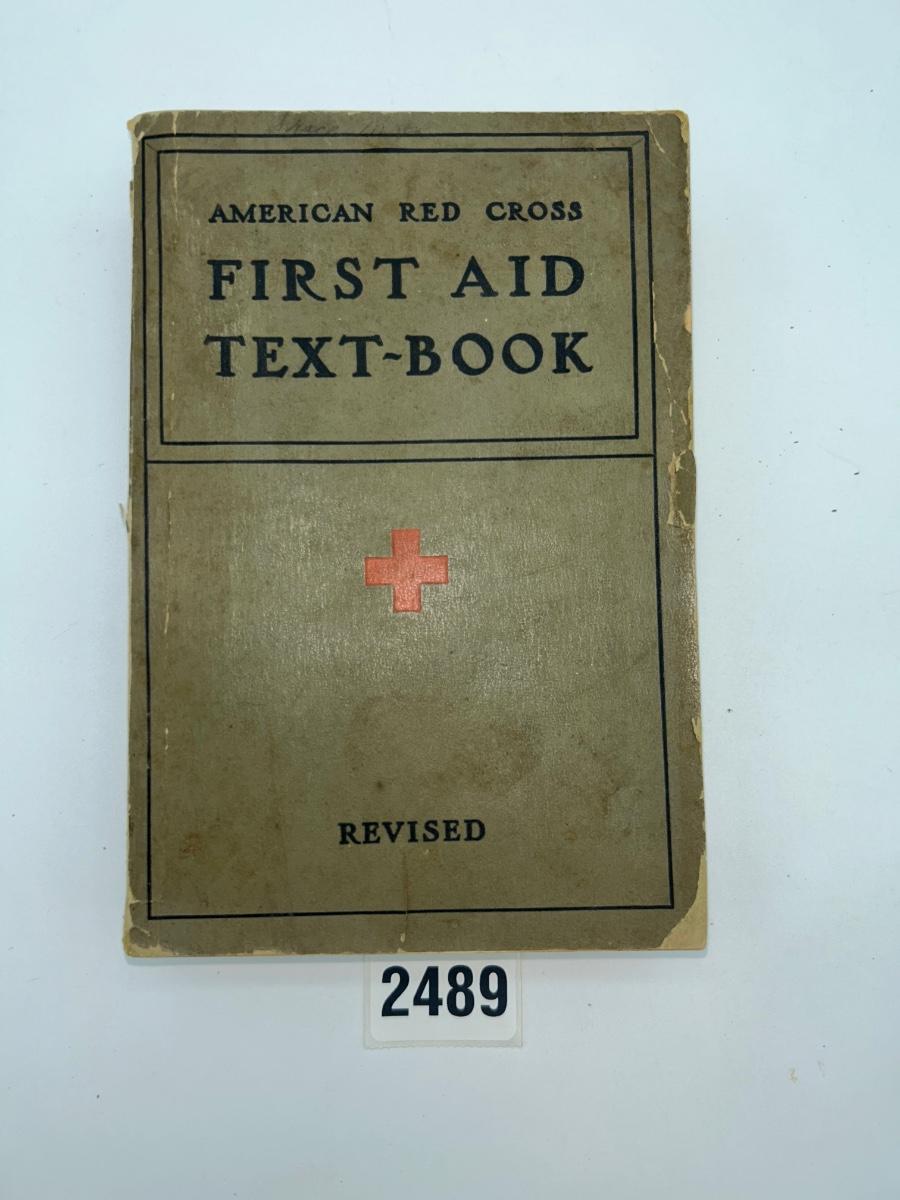 AMERICAN RED CROSS
FIRST AID
TEXT-BOOK
REVISED
2489